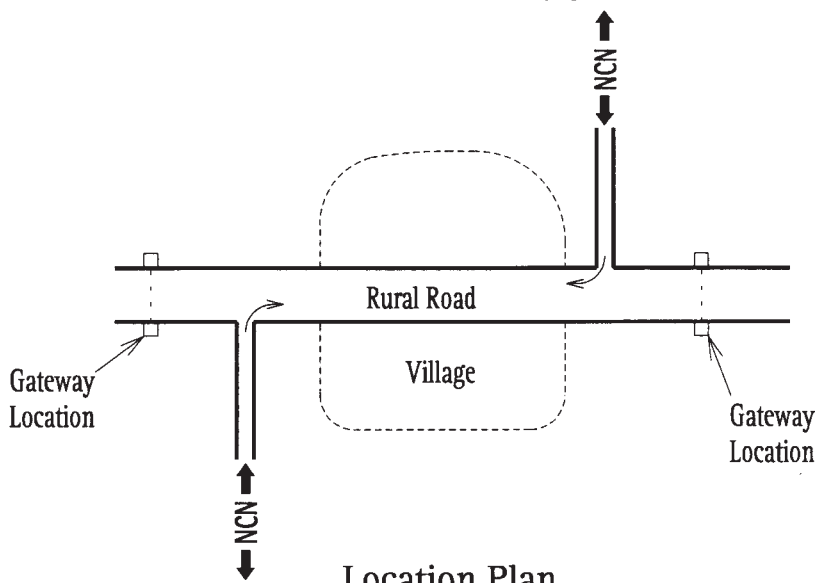 NCN
Rural Road
Village
Gateway
Location
Gateway
Location
NCN
Location Plan